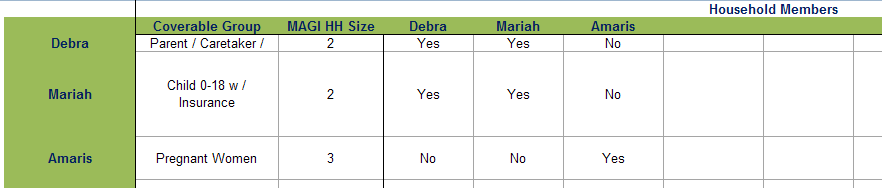 Household Members
Coverable Group MAGI HH Size Debra Mariah Amaris
Debra Parent / Caretaker / 2 Yes Yes No
Mariah Child 0-18 w / Insurance 2 Yes Yes No
Amaris Pregnant Women 3 No No Yes